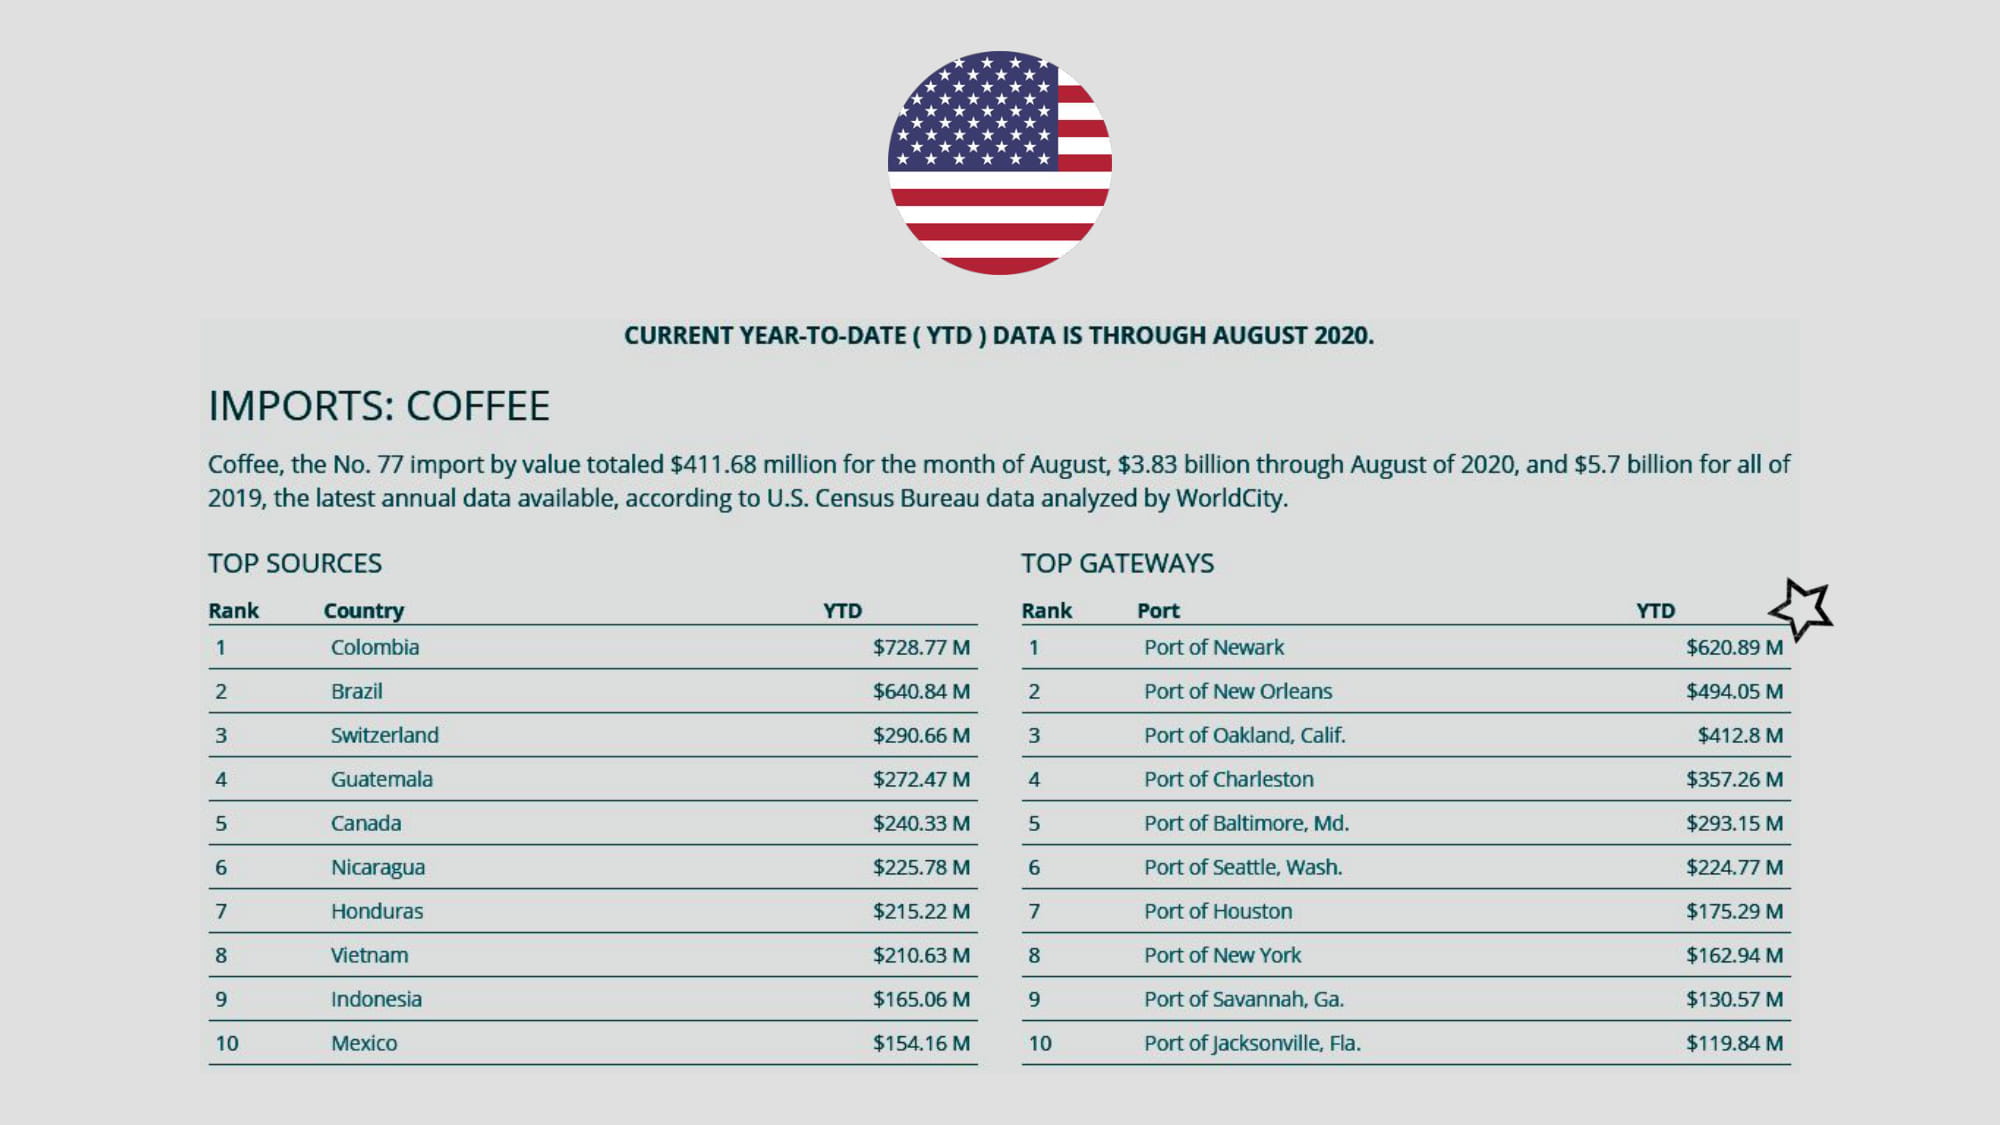 CURRENT YEAR-TO-DATE ( YTD ) DATA IS THROUGH AUGUST 2020.
IMPORTS: COFFEE
Coffee, the No. 77 import by value totaled $411.68 million for the month of August, $3.83 billion through August of 2020, and $5.7 billion for all of
2019, the latest annual data available, according to U.S. Census Bureau data analyzed by WorldCity.
TOP SOURCES
Rank Country YTD
1 Colombia $728.77 M
2 Brazil $640.84 M
3 Switzerland $290.66 M
4 Guatemala $272.47 M
5 Canada $240.33 M
6 Nicaragua $225.78 M
7 Honduras $215.22 M
8 Vietnam $210.63 M
9 Indonesia $165.06 M
10 Mexico $154.16 M
TOP GATEWAYS
Rank Port YTD
1 Port of Newark $620.89 M
2 Port of New Orleans $494.05 M
3 Port of Oakland, Calif. $412.8 M
4 Port of Charleston $357.26 M
5 Port of Baltimore, Md. $293.15 M
6 Port of Seattle, Wash. $224.77 M
7 Port of Houston $175.29 M
8 Port of New York $162.94 M
9 Port of Savannah, Ga. $130.57 M
10 Port of Jacksonville, Fla. $119.84 M